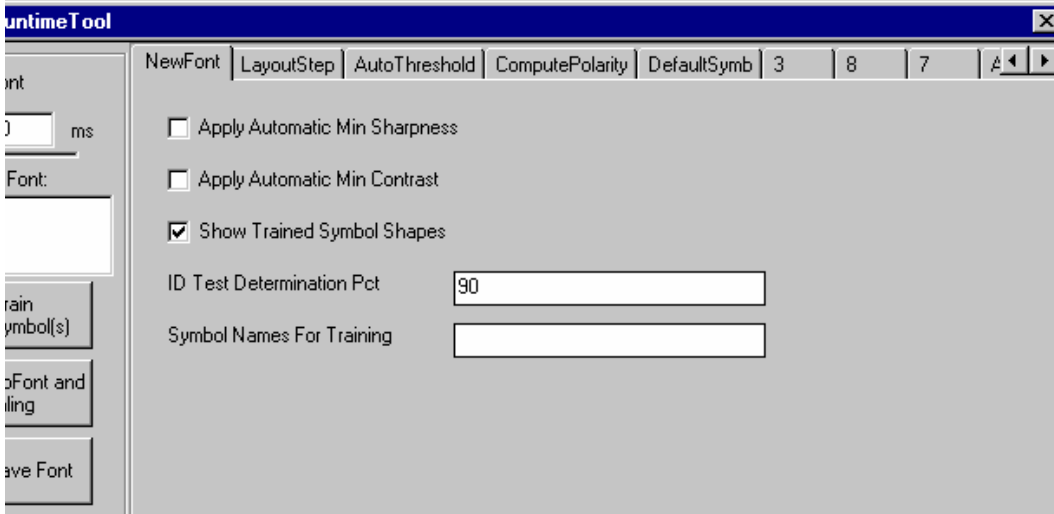 untimeTool
NewFont LayoutStep AutoThreshold ComputePolarity DefaultSymb 3 8 7
ont
ms
Font:
Apply Automatic Min Sharpness
Apply Automatic Min Contrast
Show Trained Symbol Shapes
ID Test Determination Pct 90
Symbol Names For Training
rain
ymbol(s)
oFont and
ling
ave Font